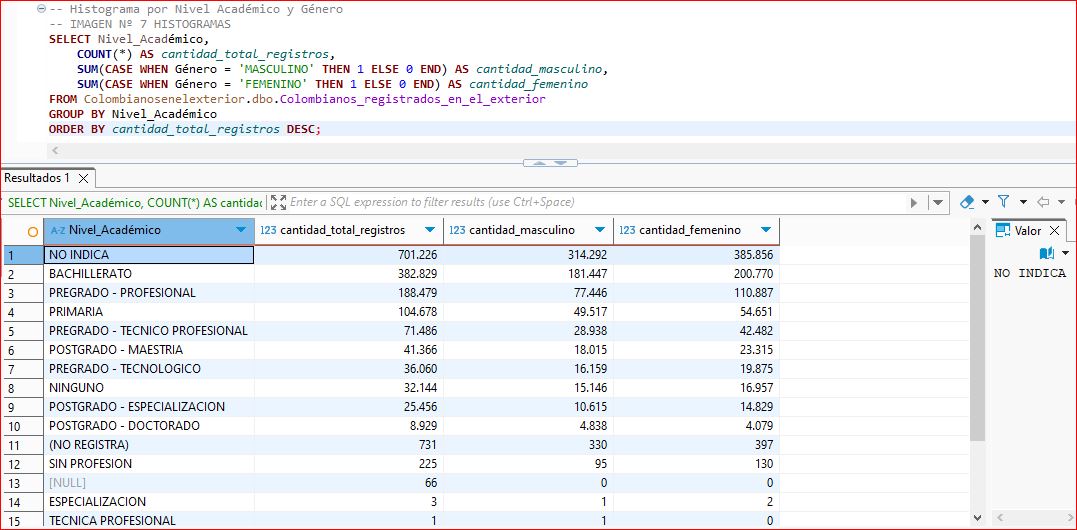 -- Histograma por Nivel Académico y Género
-- IMAGEN Nº 7 HISTOGRAMAS
SELECT Nivel_Académico,
COUNT(*) AS cantidad_total_registros,
SUM(CASE WHEN Género = 'MASCULINO' THEN 1 ELSE 0 END) AS cantidad_masculino,
SUM(CASE WHEN Género = 'FEMENINO' THEN 1 ELSE 0 END) AS cantidad_femenino
FROM Colombianosenelexterior.dbo.Colombianos_registrados_en_el_exterior
GROUP BY Nivel_Académico
ORDER BY cantidad_total_registros DESC;
Resultados 1
SELECT Nivel_Académico, COUNT(*) AS cantidad Enter a SQL expression to filter results (use Ctrl+Space)
A-Z Nivel_Académico 123 cantidad_total_registros 123 cantidad_masculino 123 cantidad_femenino Valor
1 NO INDICA 701.226 314.292 385.856
NO INDICA
2 BACHILLERATO 382.829 181.447 200.770
3 PREGRADO - PROFESIONAL 188.479 77.446 110.887
4 PRIMARIA 104.678 49.517 54.651
5 PREGRADO - TECNICO PROFESIONAL 71.486 28.938 42.482
6 POSTGRADO - MAESTRIA 41.366 18.015 23.315
7 PREGRADO - TECNOLOGICO 36.060 16.159 19.875
8 NINGUNO 32.144 15.146 16.957
9 POSTGRADO - ESPECIALIZACION 25.456 10.615 14.829
10 POSTGRADO - DOCTORADO 8.929 4.838 4.079
11 (NO REGISTRA) 731 330 397
12 SIN PROFESION 225 95 130
13 [NULL] 66 0 0
14 ESPECIALIZACION 3 1 2
15 TECNICA PROFESIONAL 1 1 0